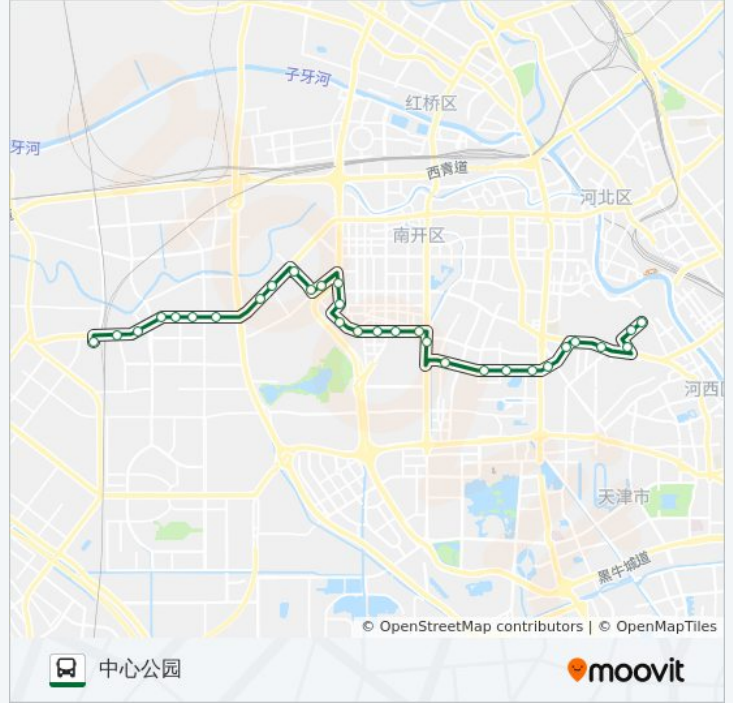 子牙河
红桥区
牙河
西青道
河北区
南开区
河西
天津市
黑牛城道
© OpenStreetMap contributors | © OpenMapTiles
中心公园
moovit